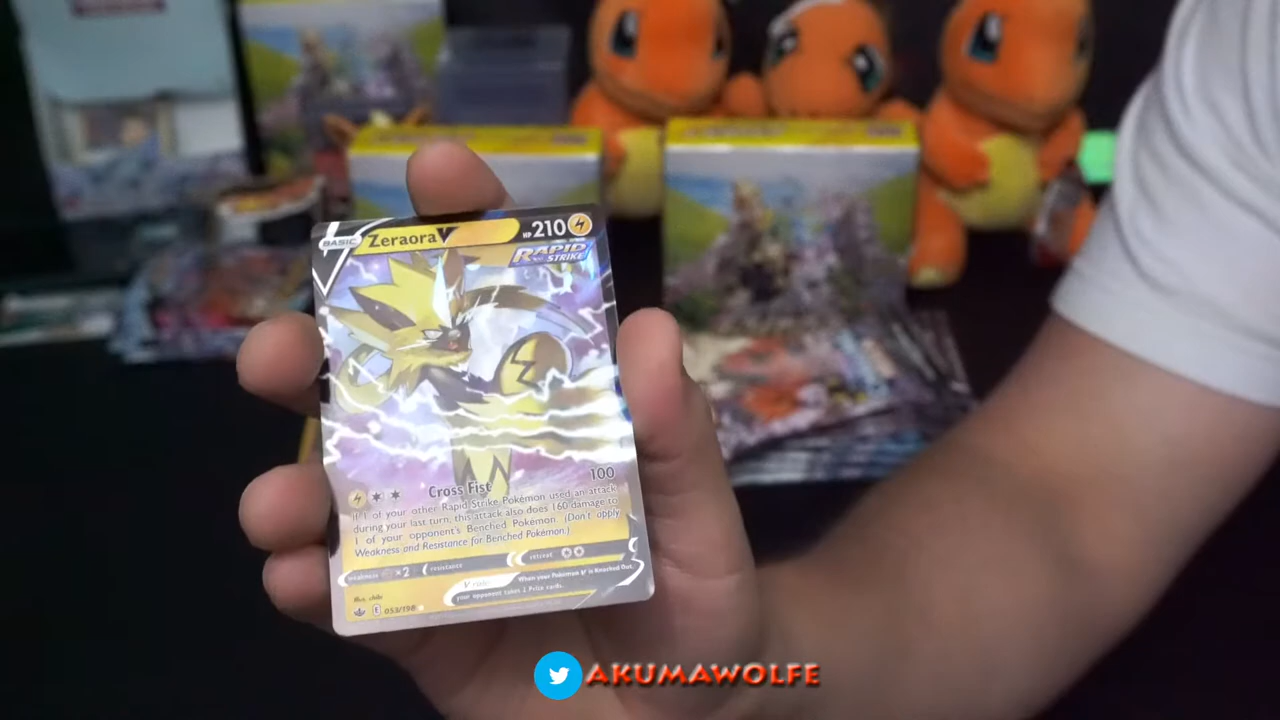 BASIC Zeraora V HP 210
RAPID
STRIKE
Cross Fist 100
If 1 of your other Rapid Strike Pokémon used an attack
during your last turn, this attack also does 160 damage to
1 of your opponent's Benched Pokémon. (Don't apply
Weakness and Resistance for Benched Pokémon.)
weakness ×2 resistance retreat
V rule When your Pokémon V is Knocked Out,
your opponent takes 2 Prize cards.
E 053/198
AKUMAWOLFE